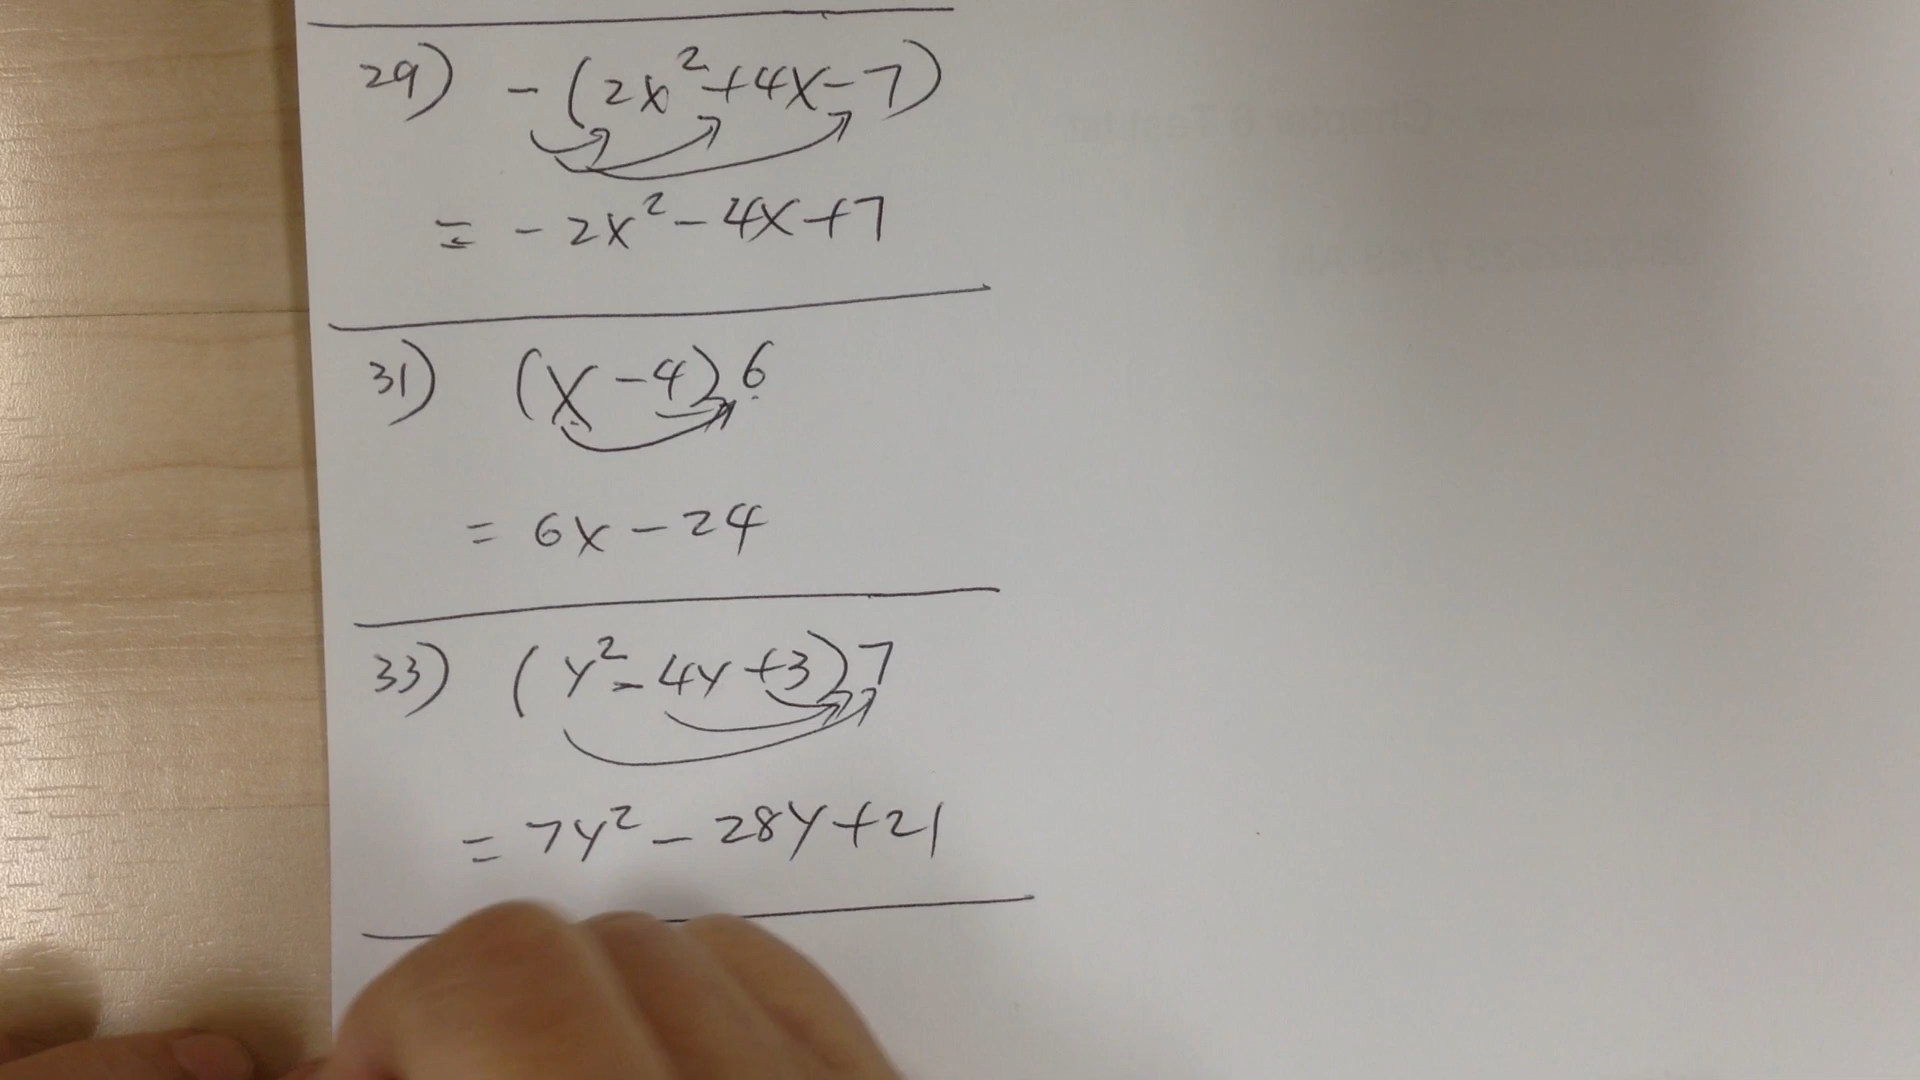 29) -(2x²+4x-7)
= -2x²-4x+7
31) (x-4)6
= 6x-24
33) (y²-4y+3)7
= 7y²-28y+21